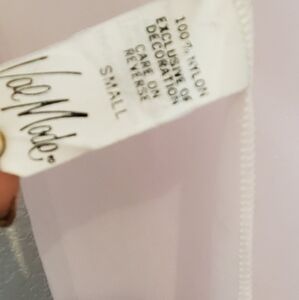 Val Mode®
SMALL
100% NYLON
EXCLUSIVE OF
DECORATION
CARE ON
REVERSE